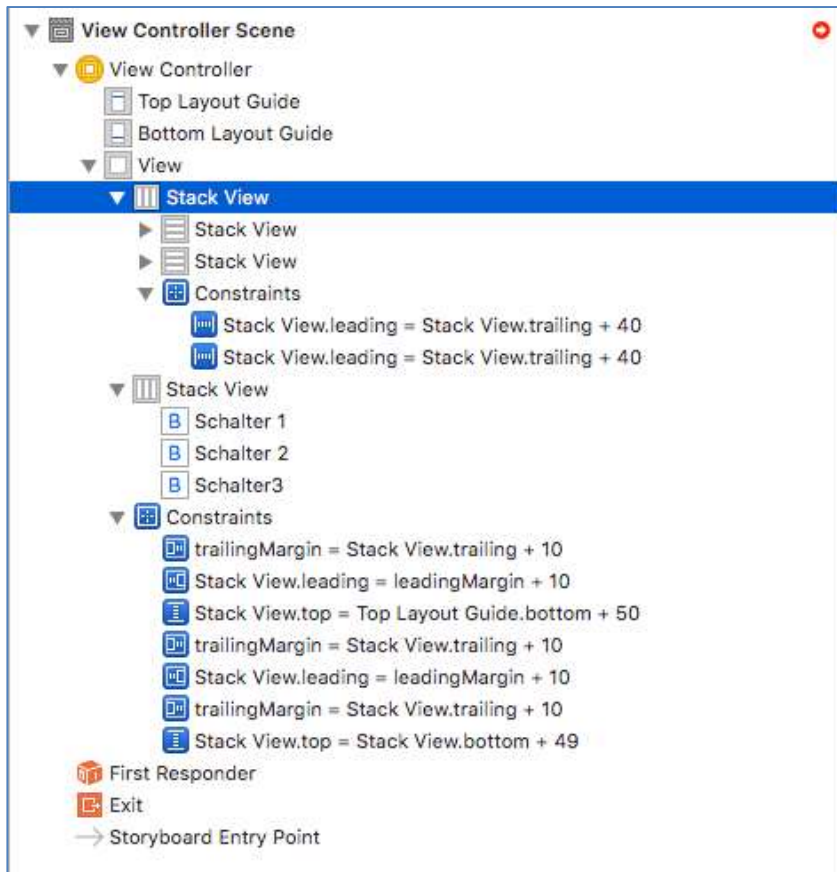 View Controller Scene
View Controller
Top Layout Guide
Bottom Layout Guide
View
Stack View
Stack View
Stack View
Constraints
Stack View.leading = Stack View.trailing + 40
Stack View.leading = Stack View.trailing + 40
Stack View
B Schalter 1
B Schalter 2
B Schalter3
Constraints
trailingMargin = Stack View.trailing + 10
Stack View.leading = leadingMargin + 10
Stack View.top = Top Layout Guide.bottom + 50
trailingMargin = Stack View.trailing + 10
Stack View.leading = leadingMargin + 10
trailingMargin = Stack View.trailing + 10
Stack View.top = Stack View.bottom + 49
First Responder
Exit
Storyboard Entry Point